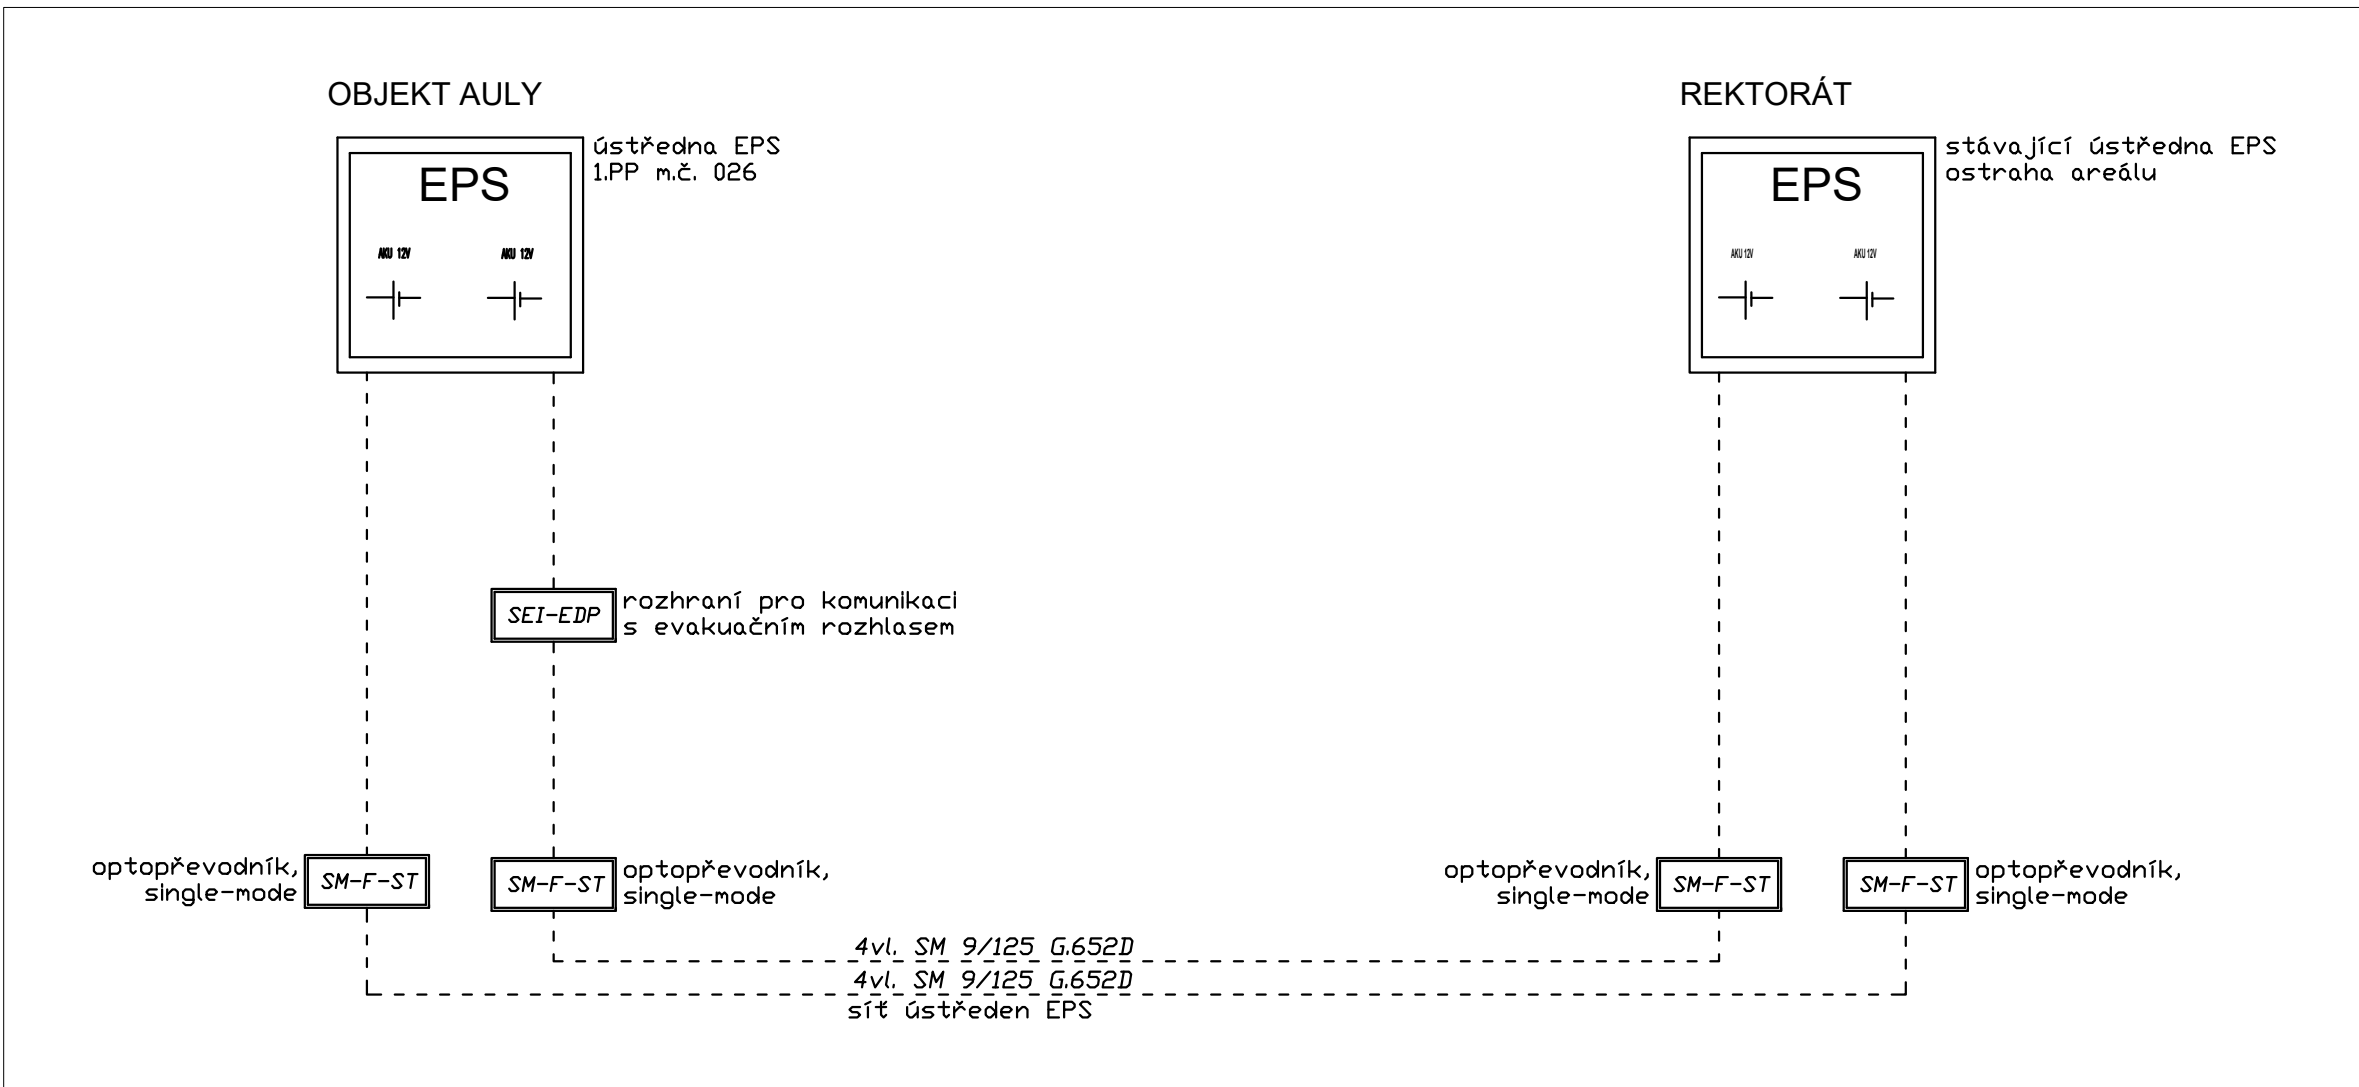 OBJEKT AULY
ústředna EPS
1.PP m.č. 026
EPS
AKU 12V
AKU 12V
REKTORÁT
stávající ústředna EPS
ostraha areálu
EPS
AKU 12V
AKU 12V
SEI-EDP
rozhraní pro komunikaci
s evakuačním rozhlasem
optopřevodník,
single-mode
SM-F-ST
SM-F-ST
optopřevodník,
single-mode
optopřevodník,
single-mode
SM-F-ST
SM-F-ST
optopřevodník,
single-mode
4vl. SM 9/125 G.652D
4vl. SM 9/125 G.652D
síť ústředen EPS